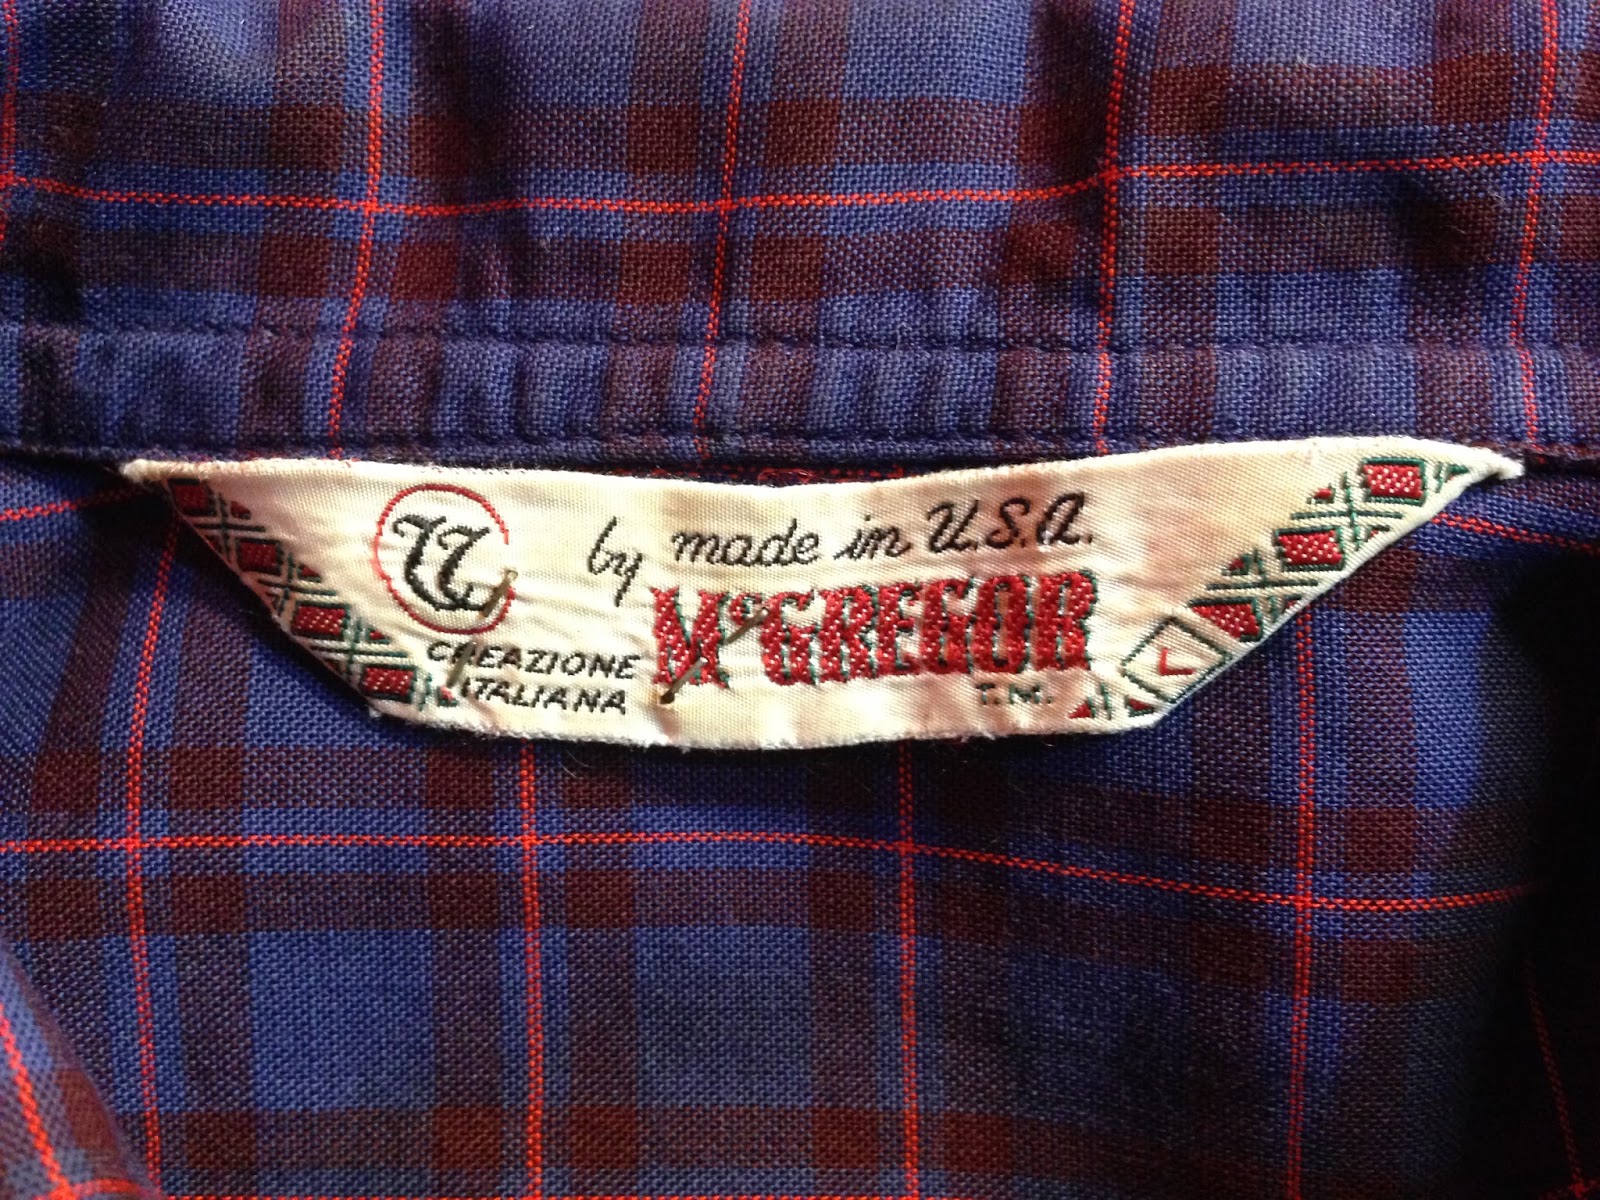 by made in U.S.A.
McGREGOR
T.M.
CREAZIONE
ITALIANA
L